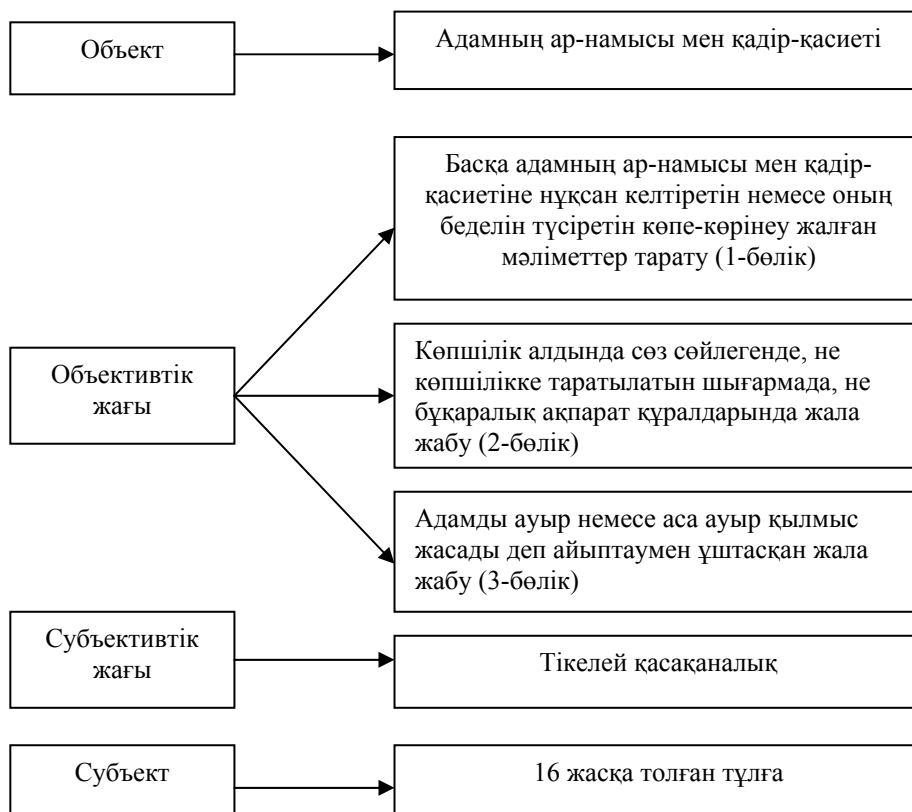 Объект
Адамның ар-намысы мен қадір-қасиеті
Басқа адамның ар-намысы мен қадір-
қасиетіне нұқсан келтіретін немесе оның
беделін түсіретін көпе-көрінеу жалған
мәліметтер тарату (1-бөлік)
Объективтік
жағы
Көпшілік алдында сөз сөйлегенде, не
көпшілікке таратылатын шығармада, не
бұқаралық ақпарат құралдарында жала
жабу (2-бөлік)
Адамды ауыр немесе аса ауыр қылмыс
жасады деп айыптаумен ұштасқан жала
жабу (3-бөлік)
Субъективтік
жағы
Тікелей қасақаналық
Субъект
16 жасқа толған тұлға